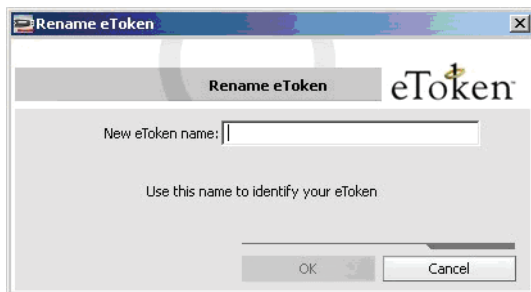 Rename eToken
Rename eToken
eToken
New eToken name:
Use this name to identify your eToken
OK
Cancel